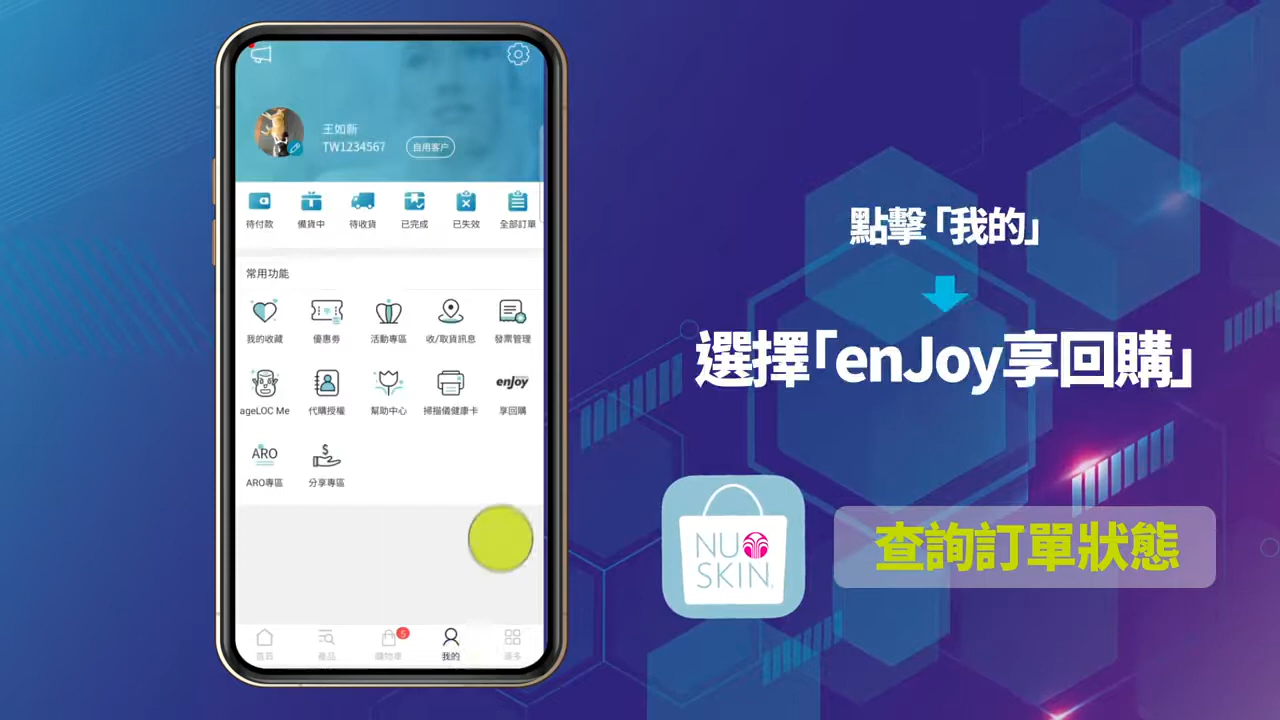 王如新
TW1234567
自用客戶
待付款
備貨中
待收貨
已完成
已失效
全部訂單
常用功能
我的收藏
優惠券
活動專區
收/取貨訊息
發票管理
ageLOC Me
代購授權
幫助中心
掃描儀健康卡
enjoy
享回購
ARO
ARO專區
$
分享專區
首頁
產品
5
購物車
我的
更多
點擊「我的」
選擇「enJoy享回購」
NU
SKIN
查詢訂單狀態